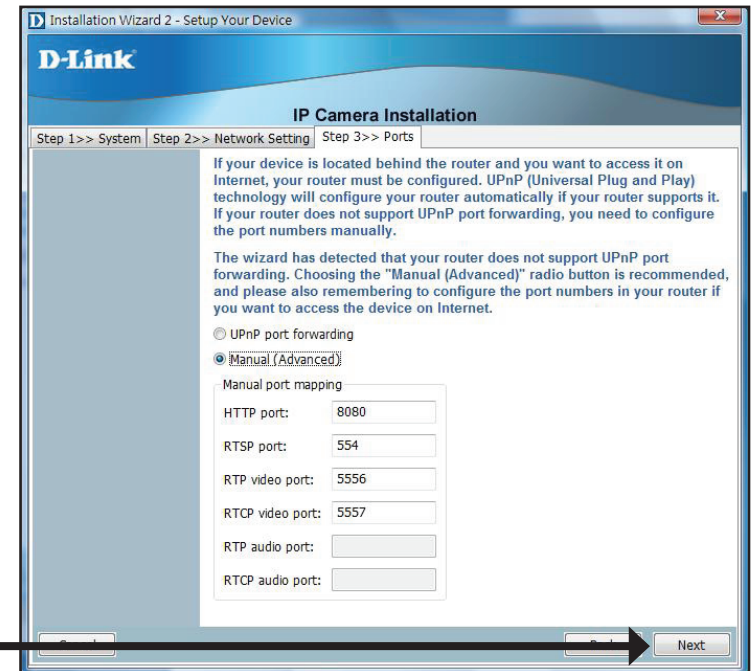 Installation Wizard 2 - Setup Your Device
D-Link
IP Camera Installation
Step 1>> System Step 2>> Network Setting Step 3>> Ports
If your device is located behind the router and you want to access it on
Internet, your router must be configured. UPnP (Universal Plug and Play)
technology will configure your router automatically if your router supports it.
If your router does not support UPnP port forwarding, you need to configure
the port numbers manually.
The wizard has detected that your router does not support UPnP port
forwarding. Choosing the "Manual (Advanced)" radio button is recommended,
and please also remembering to configure the port numbers in your router if
you want to access the device on Internet.
UPnP port forwarding
Manual (Advanced)
Manual port mapping
HTTP port: 8080
RTSP port: 554
RTP video port: 5556
RTCP video port: 5557
RTP audio port:
RTCP audio port:
Next